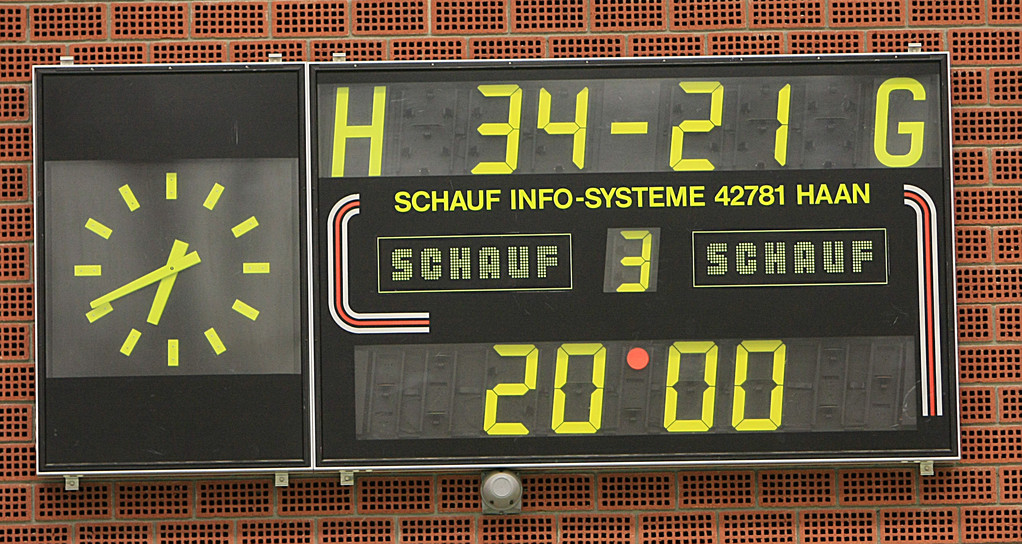 H 34-21 G
SCHAUF INFO-SYSTEME 42781 HAAN
SCHAUF 3 SCHAUF
20:00